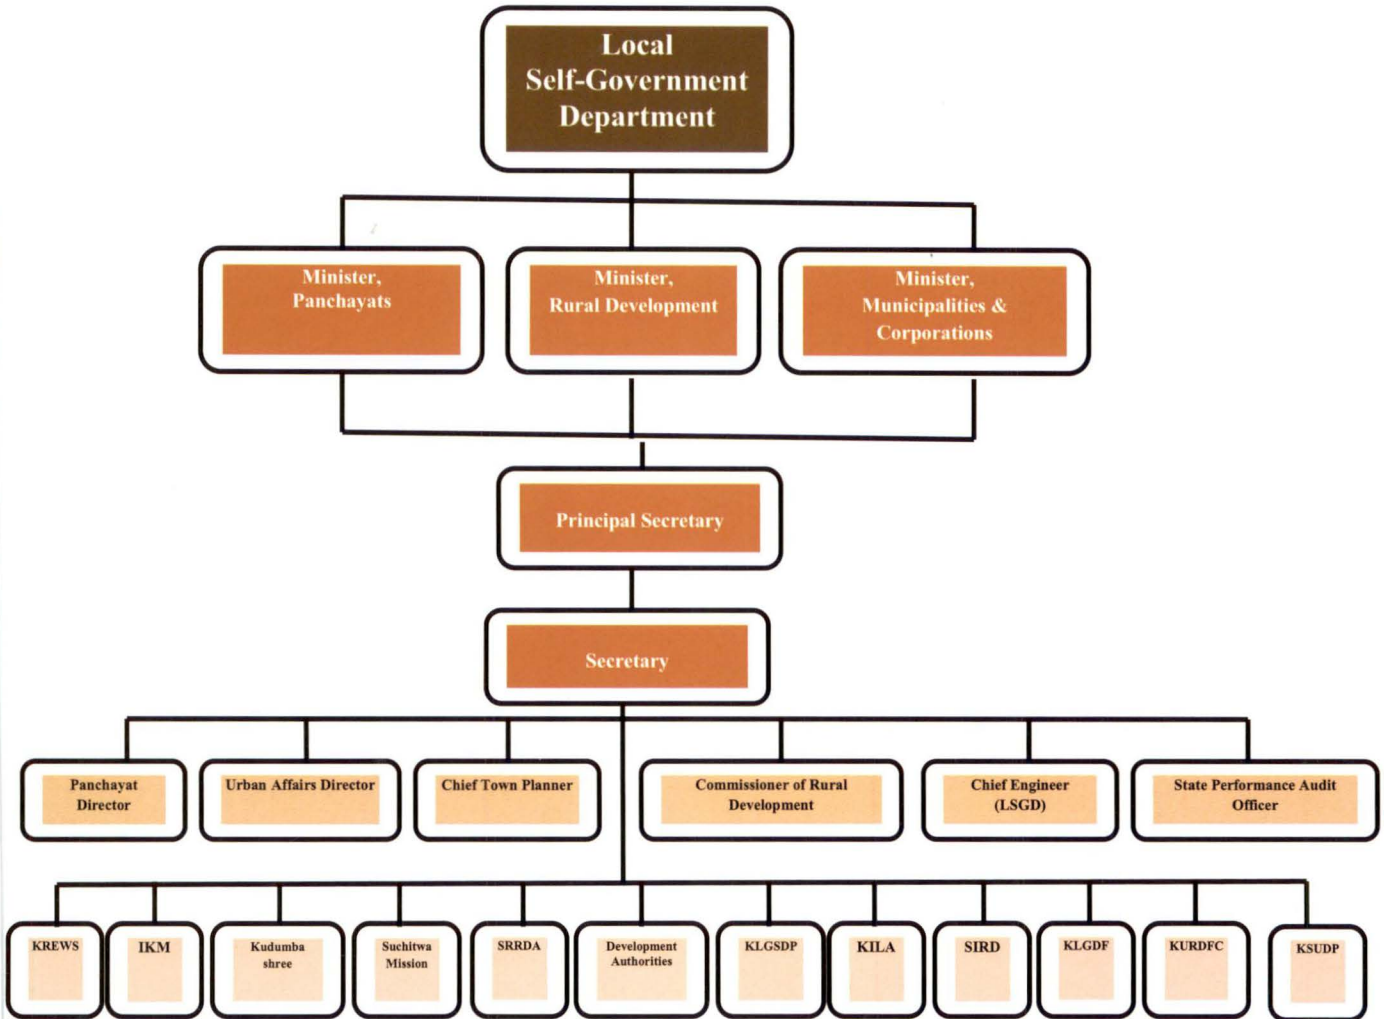 Local
Self-Government
Department
Minister,
Panchayats
Minister,
Rural Development
Minister,
Municipalities &
Corporations
Principal Secretary
Secretary
Panchayat
Director
Urban Affairs Director
Chief Town Planner
Commissioner of Rural
Development
Chief Engineer
(LSGD)
State Performance Audit
Officer
KREWS
IKM
Kudumba
shree
Suchitwa
Mission
SRRDA
Development
Authorities
KLGSDP
KILA
SIRD
KLGDF
KURDFC
KSUDP